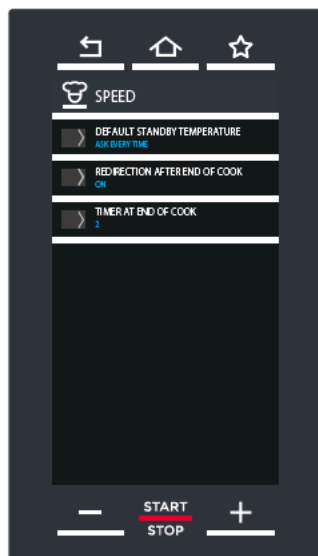 SPEED
DEFAULT STANDBY TEMPERATURE
ASK EVERY TIME
REDIRECTION AFTER END OF COOK
ON
TIMER AT END OF COOK
2
START
STOP